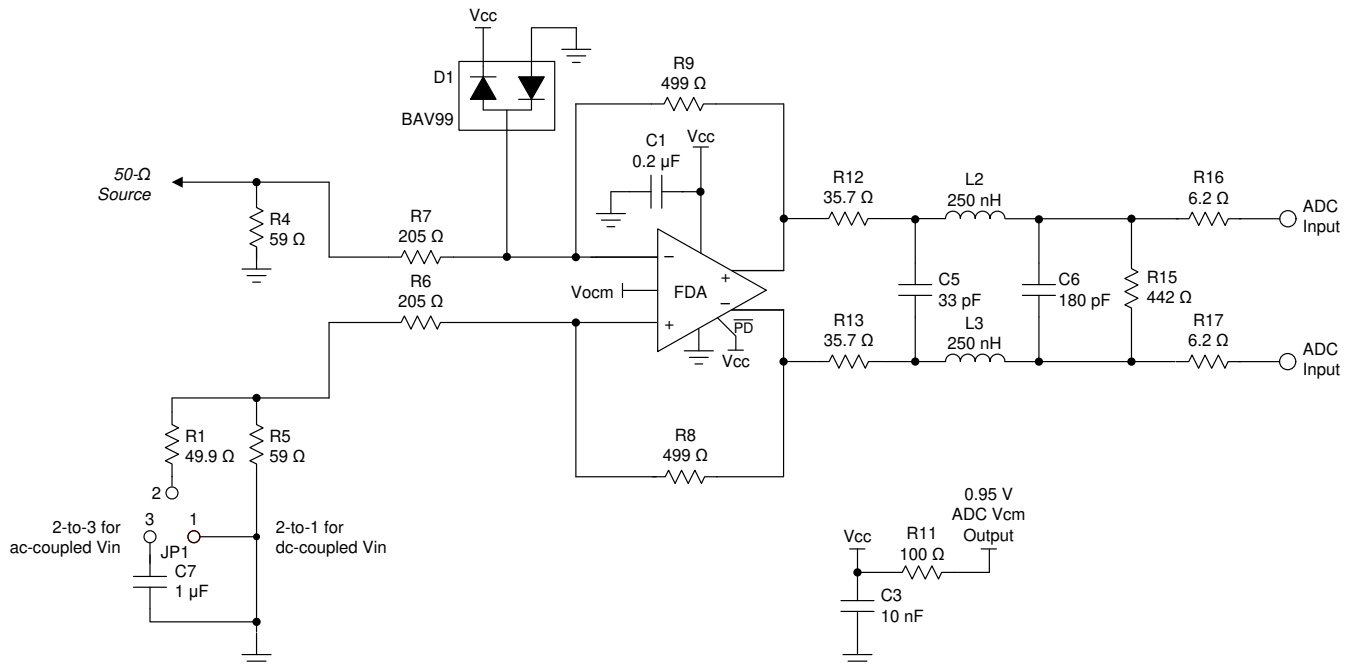 Vcc
D1
BAV99
R9
499 Ω
C1
0.2 µF
Vcc
50-Ω
Source
R4
59 Ω
R7
205 Ω
R6
205 Ω
Vocm
−
+
FDA
+
−
PD
Vcc
R12
35.7 Ω
L2
250 nH
R16
6.2 Ω
ADC
Input
C5
33 pF
C6
180 pF
R15
442 Ω
R13
35.7 Ω
L3
250 nH
R17
6.2 Ω
ADC
Input
R1
49.9 Ω
R5
59 Ω
R8
499 Ω
2
3
1
2-to-3 for
ac-coupled Vin
JP1
2-to-1 for
dc-coupled Vin
C7
1 µF
0.95 V
ADC Vcm
Output
Vcc
R11
100 Ω
C3
10 nF